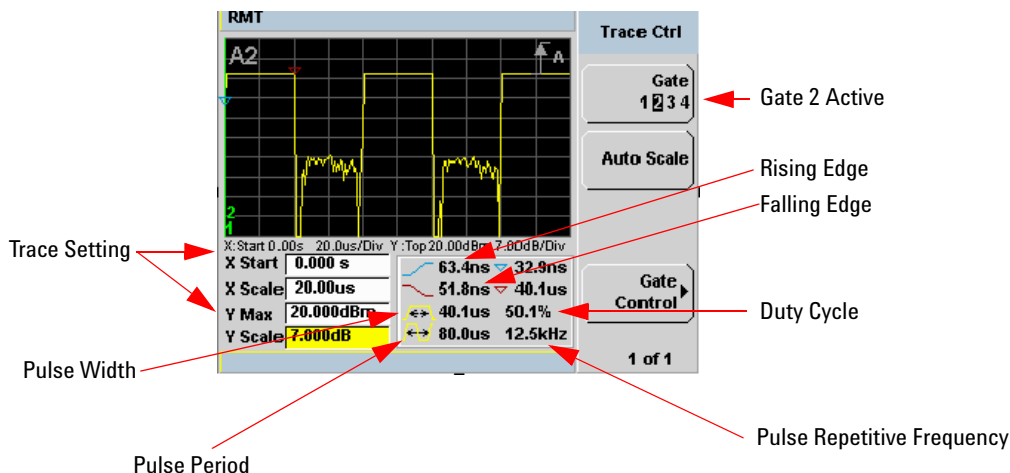 RMT
Trace Ctrl
A2
A
Gate
1 2 3 4
Gate 2 Active
Auto Scale
Rising Edge
Falling Edge
2
1
X:Start 0.00s 20.0us/Div Y:Top 20.00dBm 7.00dB/Div
Trace Setting
X Start 0.000 s
63.4ns 32.9ns
X Scale 20.00us
51.8ns 40.1us
Gate
Control
Y Max 20.000dBm
40.1us 50.1%
Duty Cycle
Y Scale 7.000dB
80.0us 12.5kHz
1 of 1
Pulse Width
Pulse Repetitive Frequency
Pulse Period